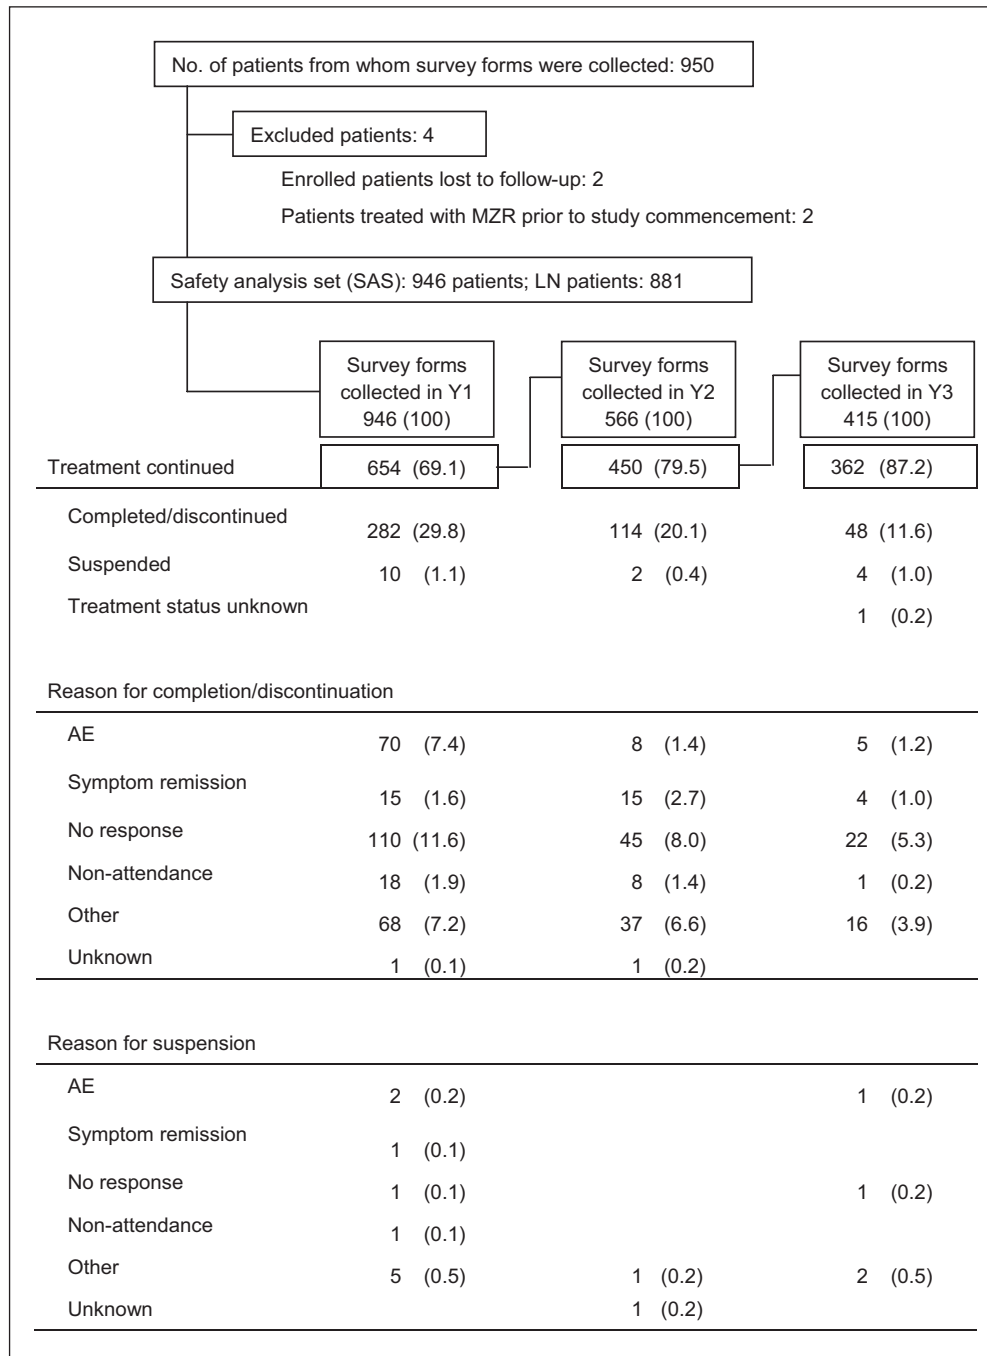 No. of patients from whom survey forms were collected: 950
Excluded patients: 4
Enrolled patients lost to follow-up: 2
Patients treated with MZR prior to study commencement: 2
Safety analysis set (SAS): 946 patients; LN patients: 881
Survey forms
collected in Y1
946 (100)
Survey forms
collected in Y2
566 (100)
Survey forms
collected in Y3
415 (100)
Treatment continued 654 (69.1) 450 (79.5) 362 (87.2)
Completed/discontinued 282 (29.8) 114 (20.1) 48 (11.6)
Suspended 10 (1.1) 2 (0.4) 4 (1.0)
Treatment status unknown 1 (0.2)
Reason for completion/discontinuation
AE 70 (7.4) 8 (1.4) 5 (1.2)
Symptom remission 15 (1.6) 15 (2.7) 4 (1.0)
No response 110 (11.6) 45 (8.0) 22 (5.3)
Non-attendance 18 (1.9) 8 (1.4) 1 (0.2)
Other 68 (7.2) 37 (6.6) 16 (3.9)
Unknown 1 (0.1) 1 (0.2)
Reason for suspension
AE 2 (0.2) 1 (0.2)
Symptom remission 1 (0.1)
No response 1 (0.1) 1 (0.2)
Non-attendance 1 (0.1)
Other 5 (0.5) 1 (0.2) 2 (0.5)
Unknown 1 (0.2)